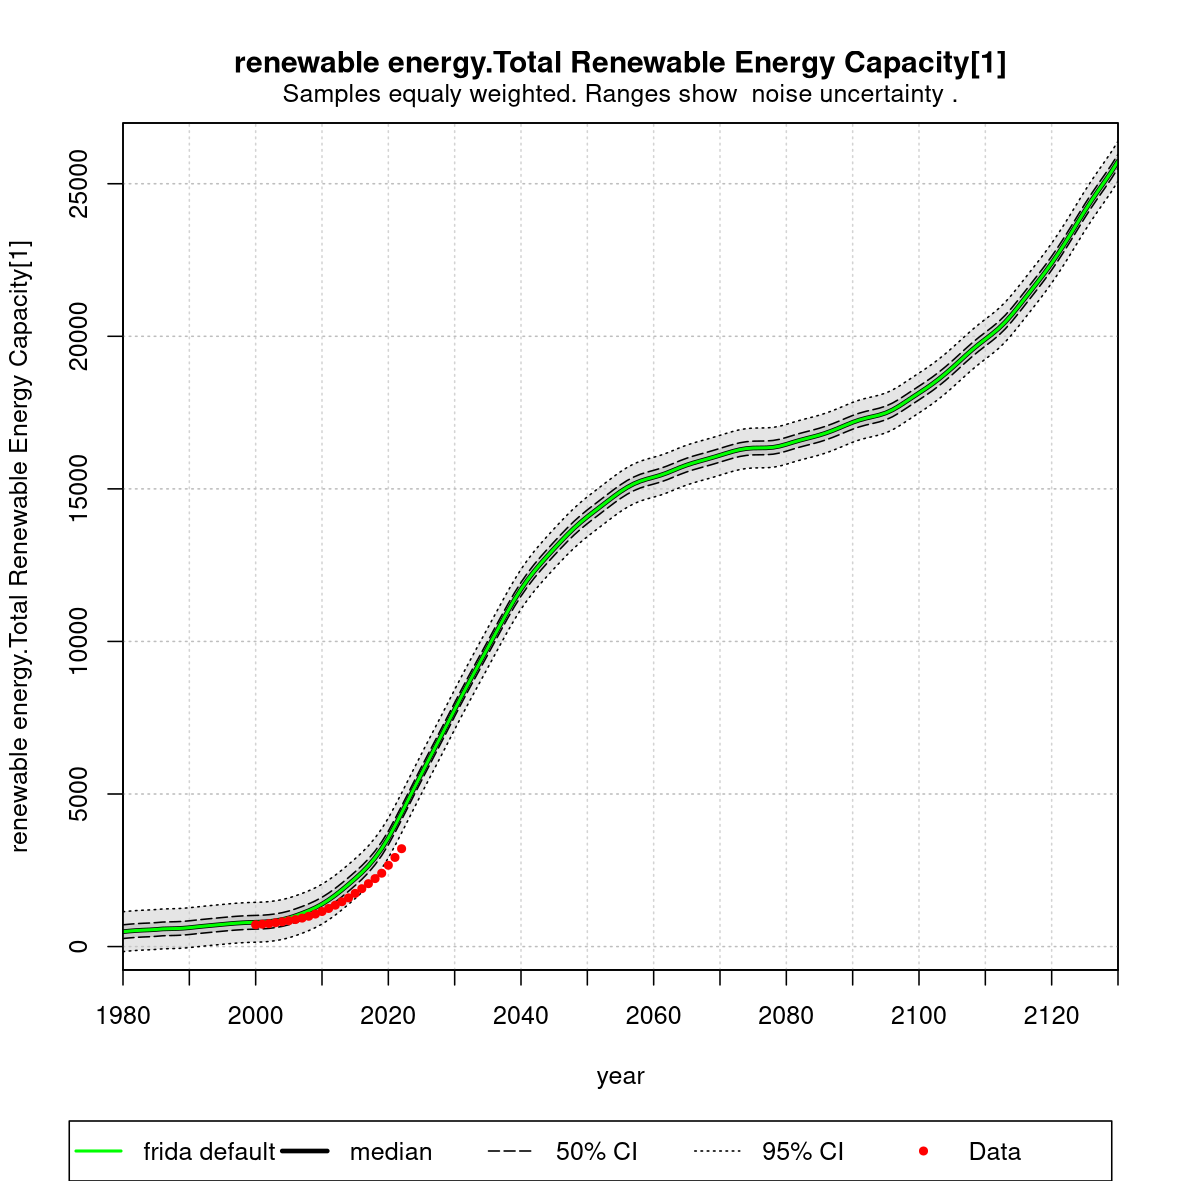 renewable energy.Total Renewable Energy Capacity[1]
Samples equaly weighted. Ranges show  noise uncertainty .
renewable energy.Total Renewable Energy Capacity[1]
25000
20000
15000
10000
5000
0
1980 2000 2020 2040 2060 2080 2100 2120
year
frida default median 50% CI 95% CI Data